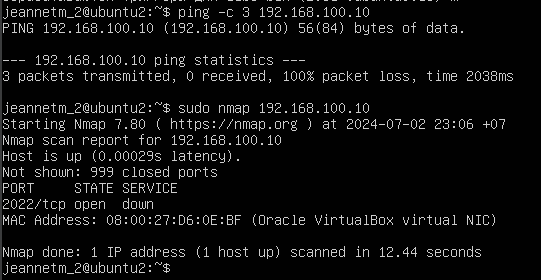 jeannetm_2@ubuntu2:~$ ping -c 3 192.168.100.10
PING 192.168.100.10 (192.168.100.10) 56(84) bytes of data.
--- 192.168.100.10 ping statistics ---
3 packets transmitted, 0 received, 100% packet loss, time 2038ms
jeannetm_2@ubuntu2:~$ sudo nmap 192.168.100.10
Starting Nmap 7.80 ( https://nmap.org ) at 2024-07-02 23:06 +07
Nmap scan report for 192.168.100.10
Host is up (0.00029s latency).
Not shown: 999 closed ports
PORT     STATE SERVICE
2022/tcp open  down
MAC Address: 08:00:27:D6:0E:BF (Oracle VirtualBox virtual NIC)
Nmap done: 1 IP address (1 host up) scanned in 12.44 seconds
jeannetm_2@ubuntu2:~$